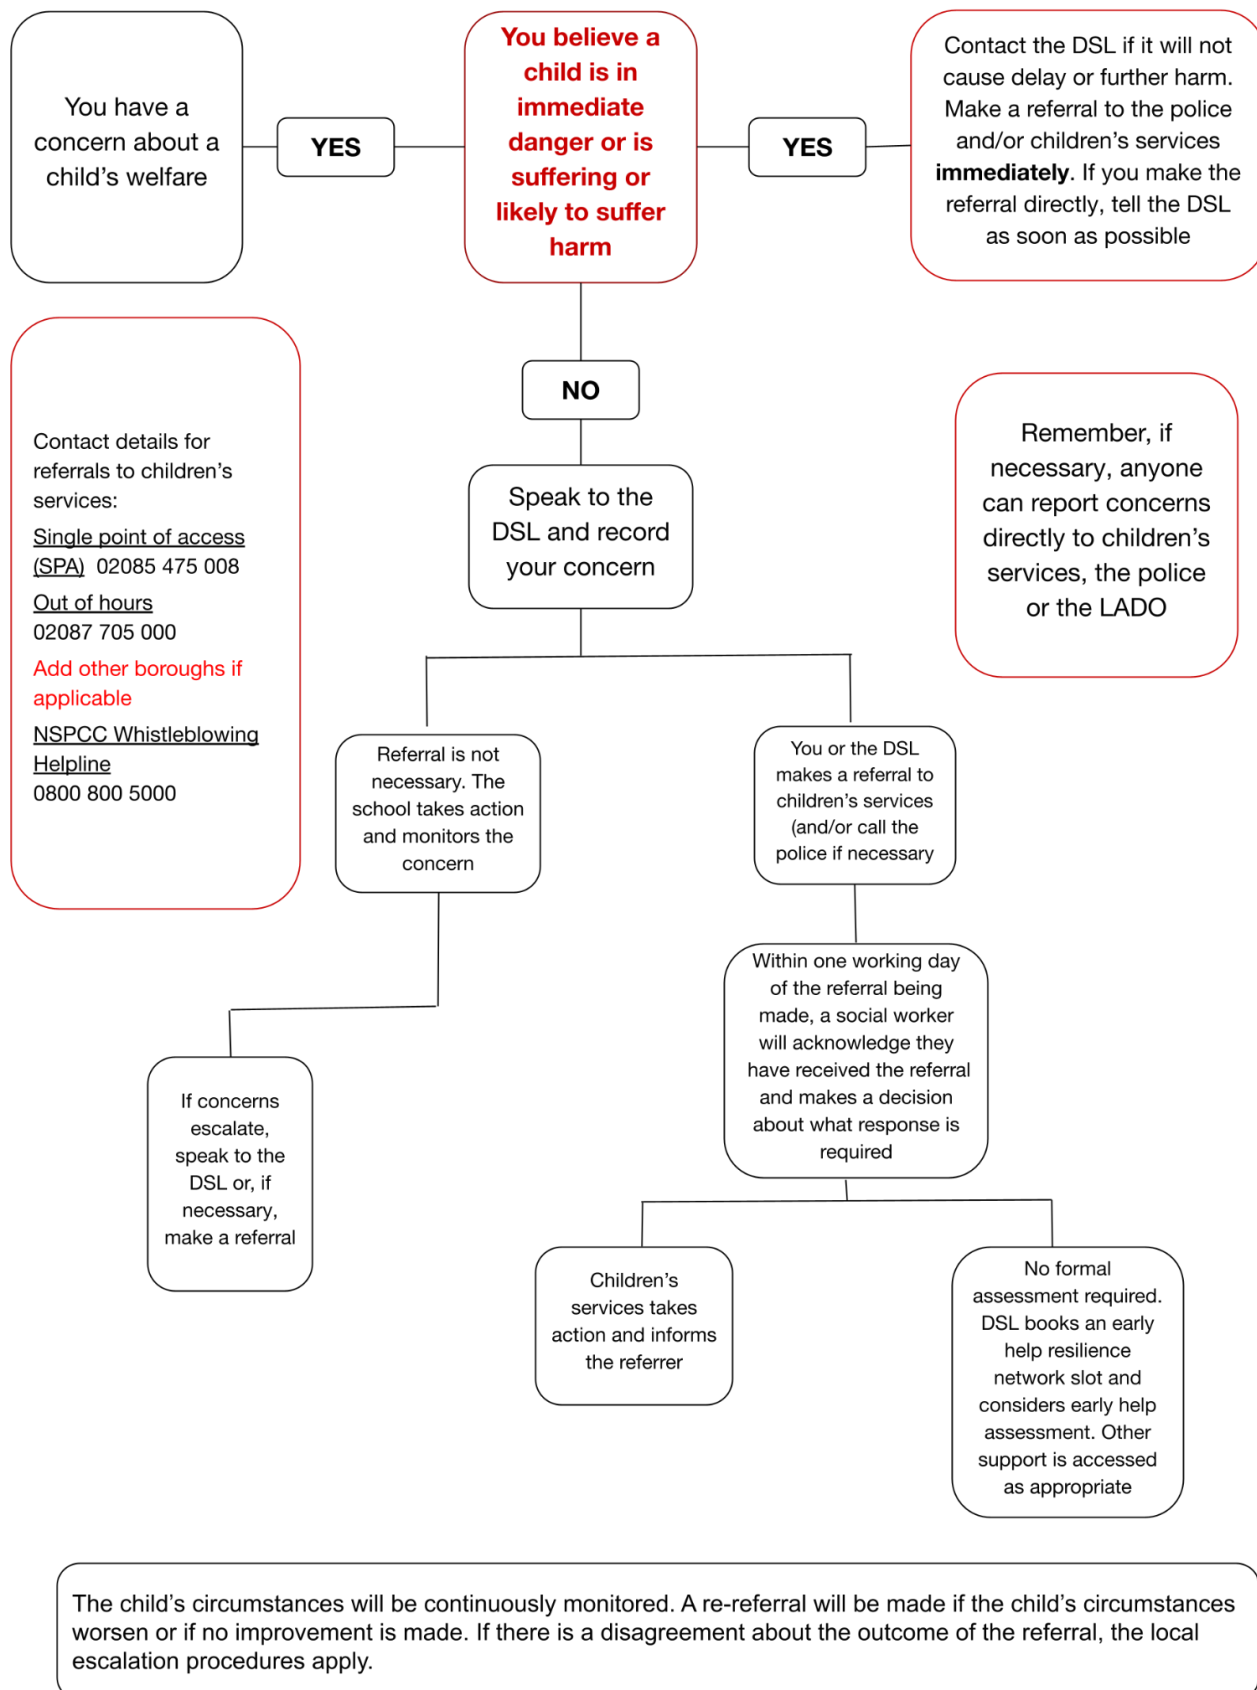 You have a
concern about a
child's welfare
YES
You believe a
child is in
immediate
danger or is
suffering or
likely to suffer
harm
YES
Contact the DSL if it will not
cause delay or further harm.
Make a referral to the police
and/or children's services
immediately. If you make the
referral directly, tell the DSL
as soon as possible
NO
Contact details for
referrals to children's
services:
Single point of access
(SPA) 02085 475 008
Out of hours
02087 705 000
Add other boroughs if
applicable
NSPCC Whistleblowing
Helpline
0800 800 5000
Speak to the
DSL and record
your concern
Remember, if
necessary, anyone
can report concerns
directly to children's
services, the police
or the LADO
Referral is not
necessary. The
school takes action
and monitors the
concern
You or the DSL
makes a referral to
children's services
(and/or call the
police if necessary
Within one working day
of the referral being
made, a social worker
will acknowledge they
have received the referral
and makes a decision
about what response is
required
If concerns
escalate,
speak to the
DSL or, if
necessary,
make a referral
Children's
services takes
action and informs
the referrer
No formal
assessment required.
DSL books an early
help resilience
network slot and
considers early help
assessment. Other
support is accessed
as appropriate
The child's circumstances will be continuously monitored. A re-referral will be made if the child's circumstances
worsen or if no improvement is made. If there is a disagreement about the outcome of the referral, the local
escalation procedures apply.